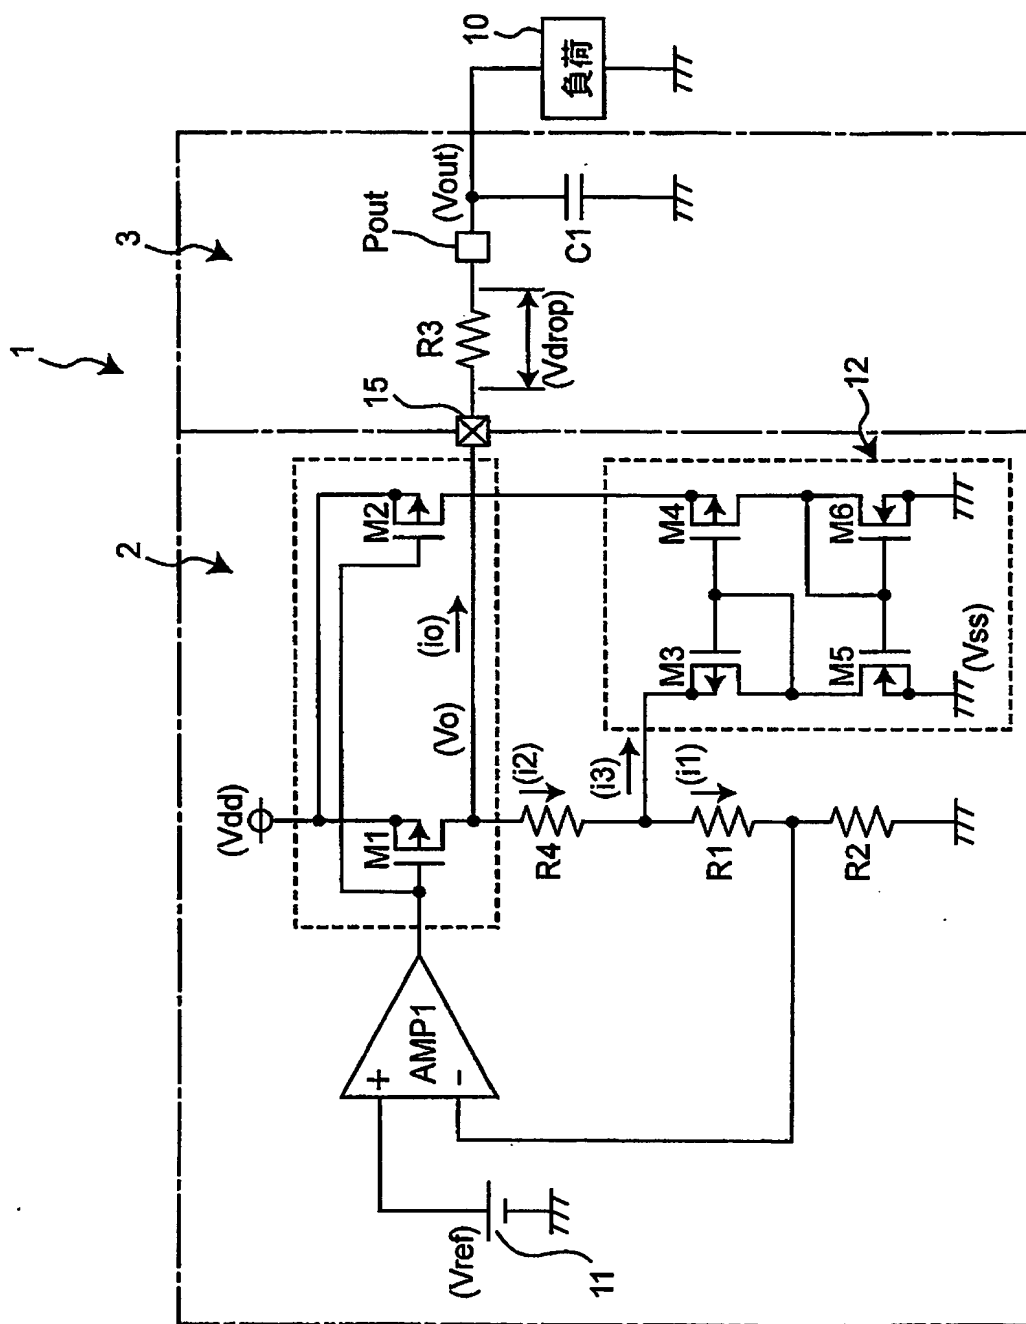 1
2
3
(Vdd)
M1
M2
(io)
(Vo)
15
R3
(Vdrop)
Pout
(Vout)
C1
10
負荷
AMP1
+
-
(Vref)
11
R4
(i2)
(i3)
R1
(i1)
R2
12
M3
M4
M5
M6
(Vss)